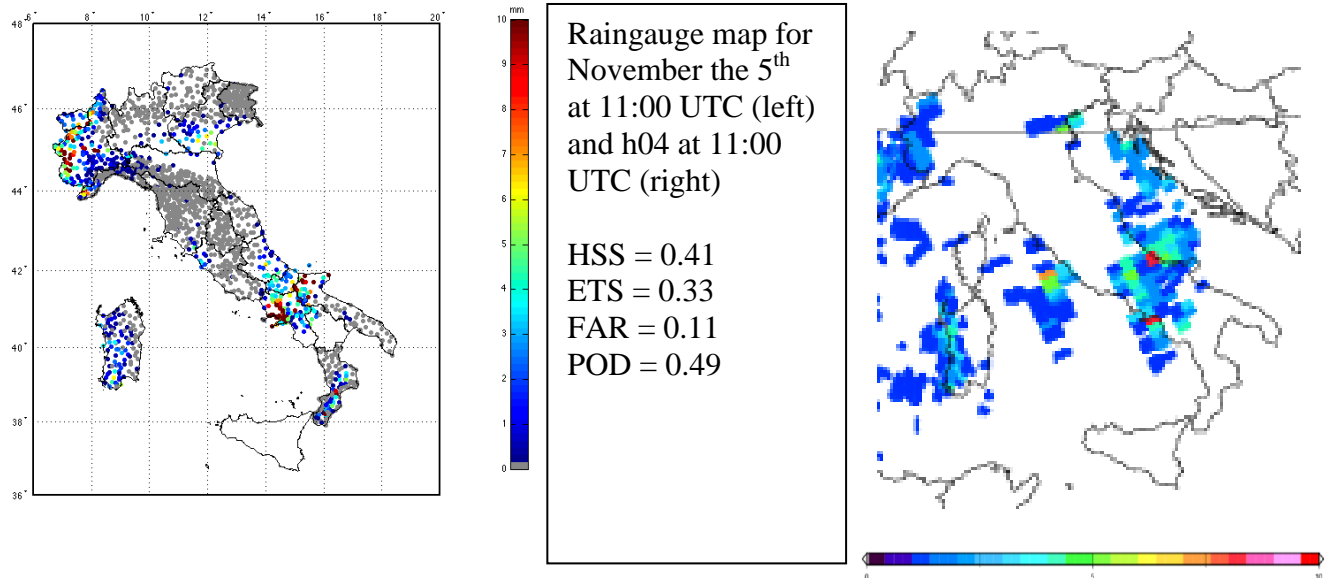 6˚ 8˚ 10˚ 12˚ 14˚ 16˚ 18˚ 20˚
48˚
46˚
44˚
42˚
40˚
38˚
36˚
mm
10
9
8
7
6
5
4
3
2
1
0
Raingauge map for
November the 5th
at 11:00 UTC (left)
and h04 at 11:00
UTC (right)
HSS = 0.41
ETS = 0.33
FAR = 0.11
POD = 0.49
0 5 10